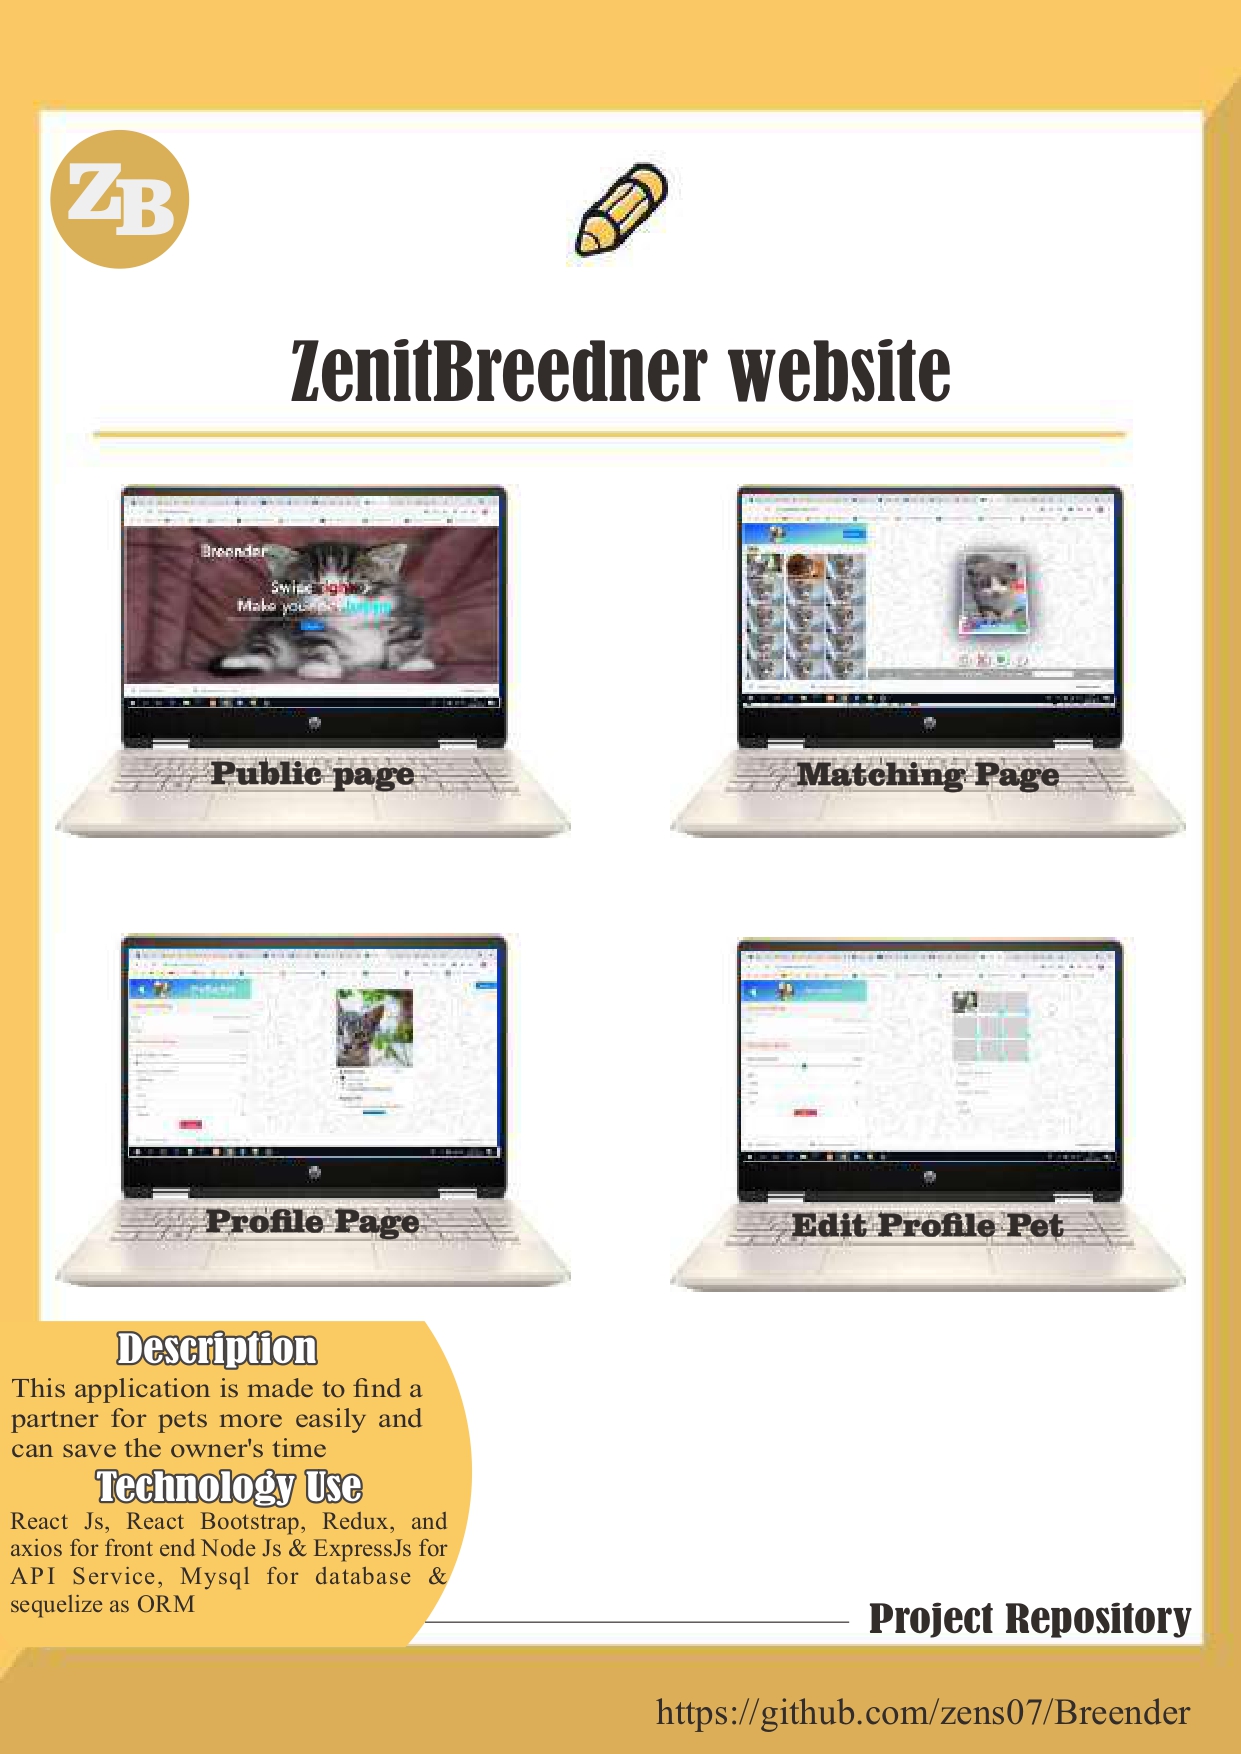 ZB
ZenitBreedner website
Breender
Swipe
Make your
Public page
Matching Page
Profile Page
Edit Profile Pet
Description
This application is made to find a
partner for pets more easily and
can save the owner's time
Technology Use
React Js, React Bootstrap, Redux, and
axios for front end Node Js & ExpressJs for
API Service, Mysql for database &
sequelize as ORM
Project Repository
https://github.com/zens07/Breender